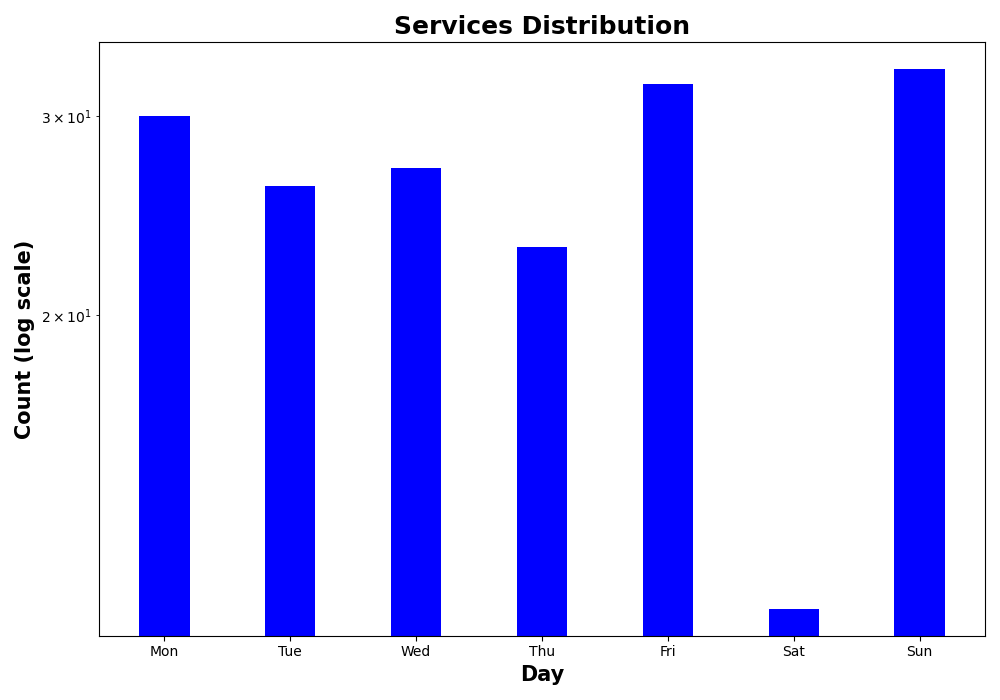 Services Distribution
3 × 10¹
2 × 10¹
Count (log scale)
Mon Tue Wed Thu Fri Sat Sun
Day